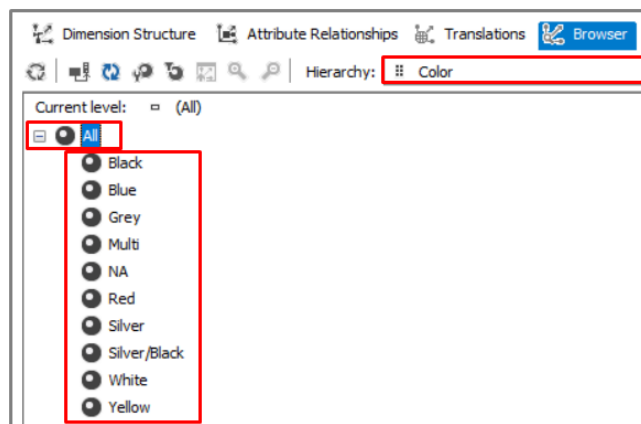 Dimension Structure Attribute Relationships Translations Browser
Hierarchy: Color
Current level: (All)
All
Black
Blue
Grey
Multi
NA
Red
Silver
Silver/Black
White
Yellow